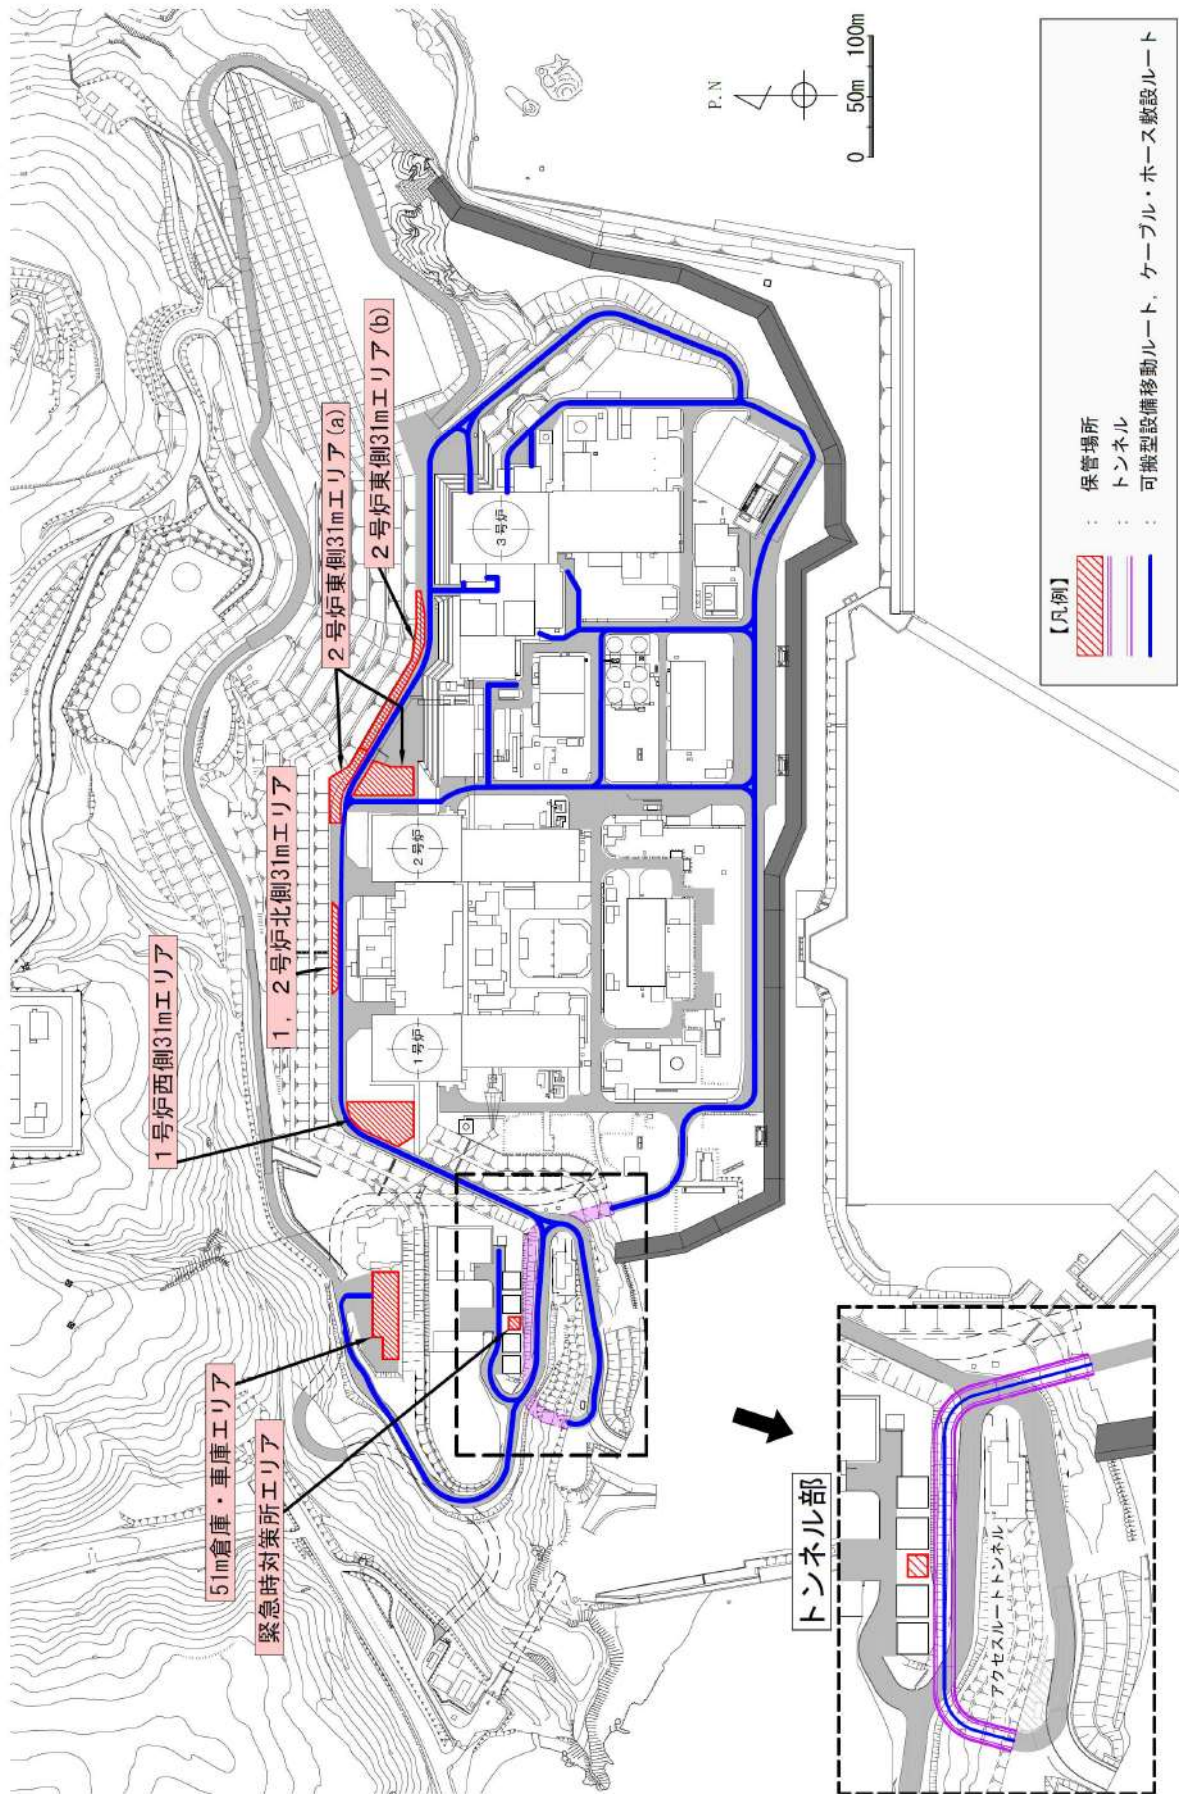 51m倉庫・車庫エリア
緊急時対策所エリア
1号炉西側31mエリア
1，2号炉北側31mエリア
2号炉東側31mエリア(a)
2号炉東側31mエリア(b)
1号炉
2号炉
3号炉
P.N
0 50m 100m
トンネル部
アクセスルートトンネル
【凡例】
： 保管場所
： トンネル
： 可搬型設備移動ルート，ケーブル・ホース敷設ルート